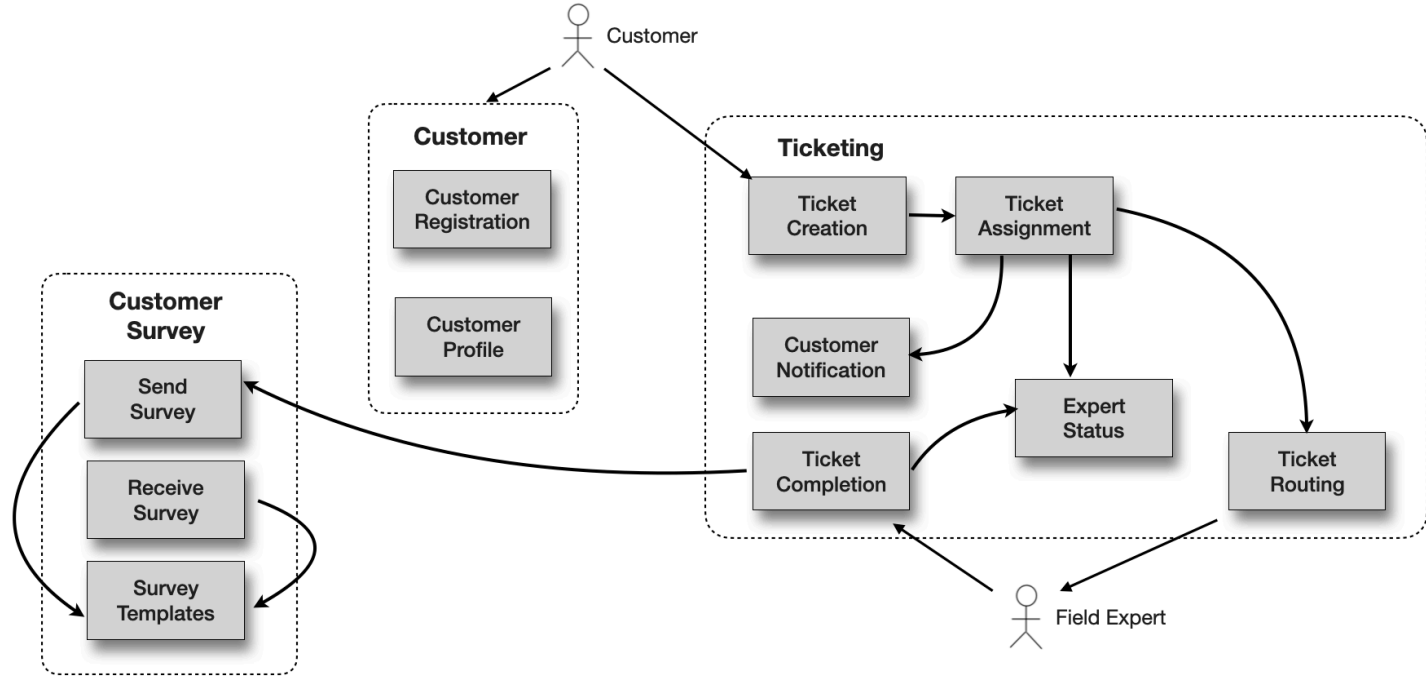 Customer
Customer
Customer
Registration
Customer
Profile
Ticketing
Ticket
Creation
Ticket
Assignment
Customer
Notification
Expert
Status
Ticket
Completion
Ticket
Routing
Customer
Survey
Send
Survey
Receive
Survey
Survey
Templates
Field Expert